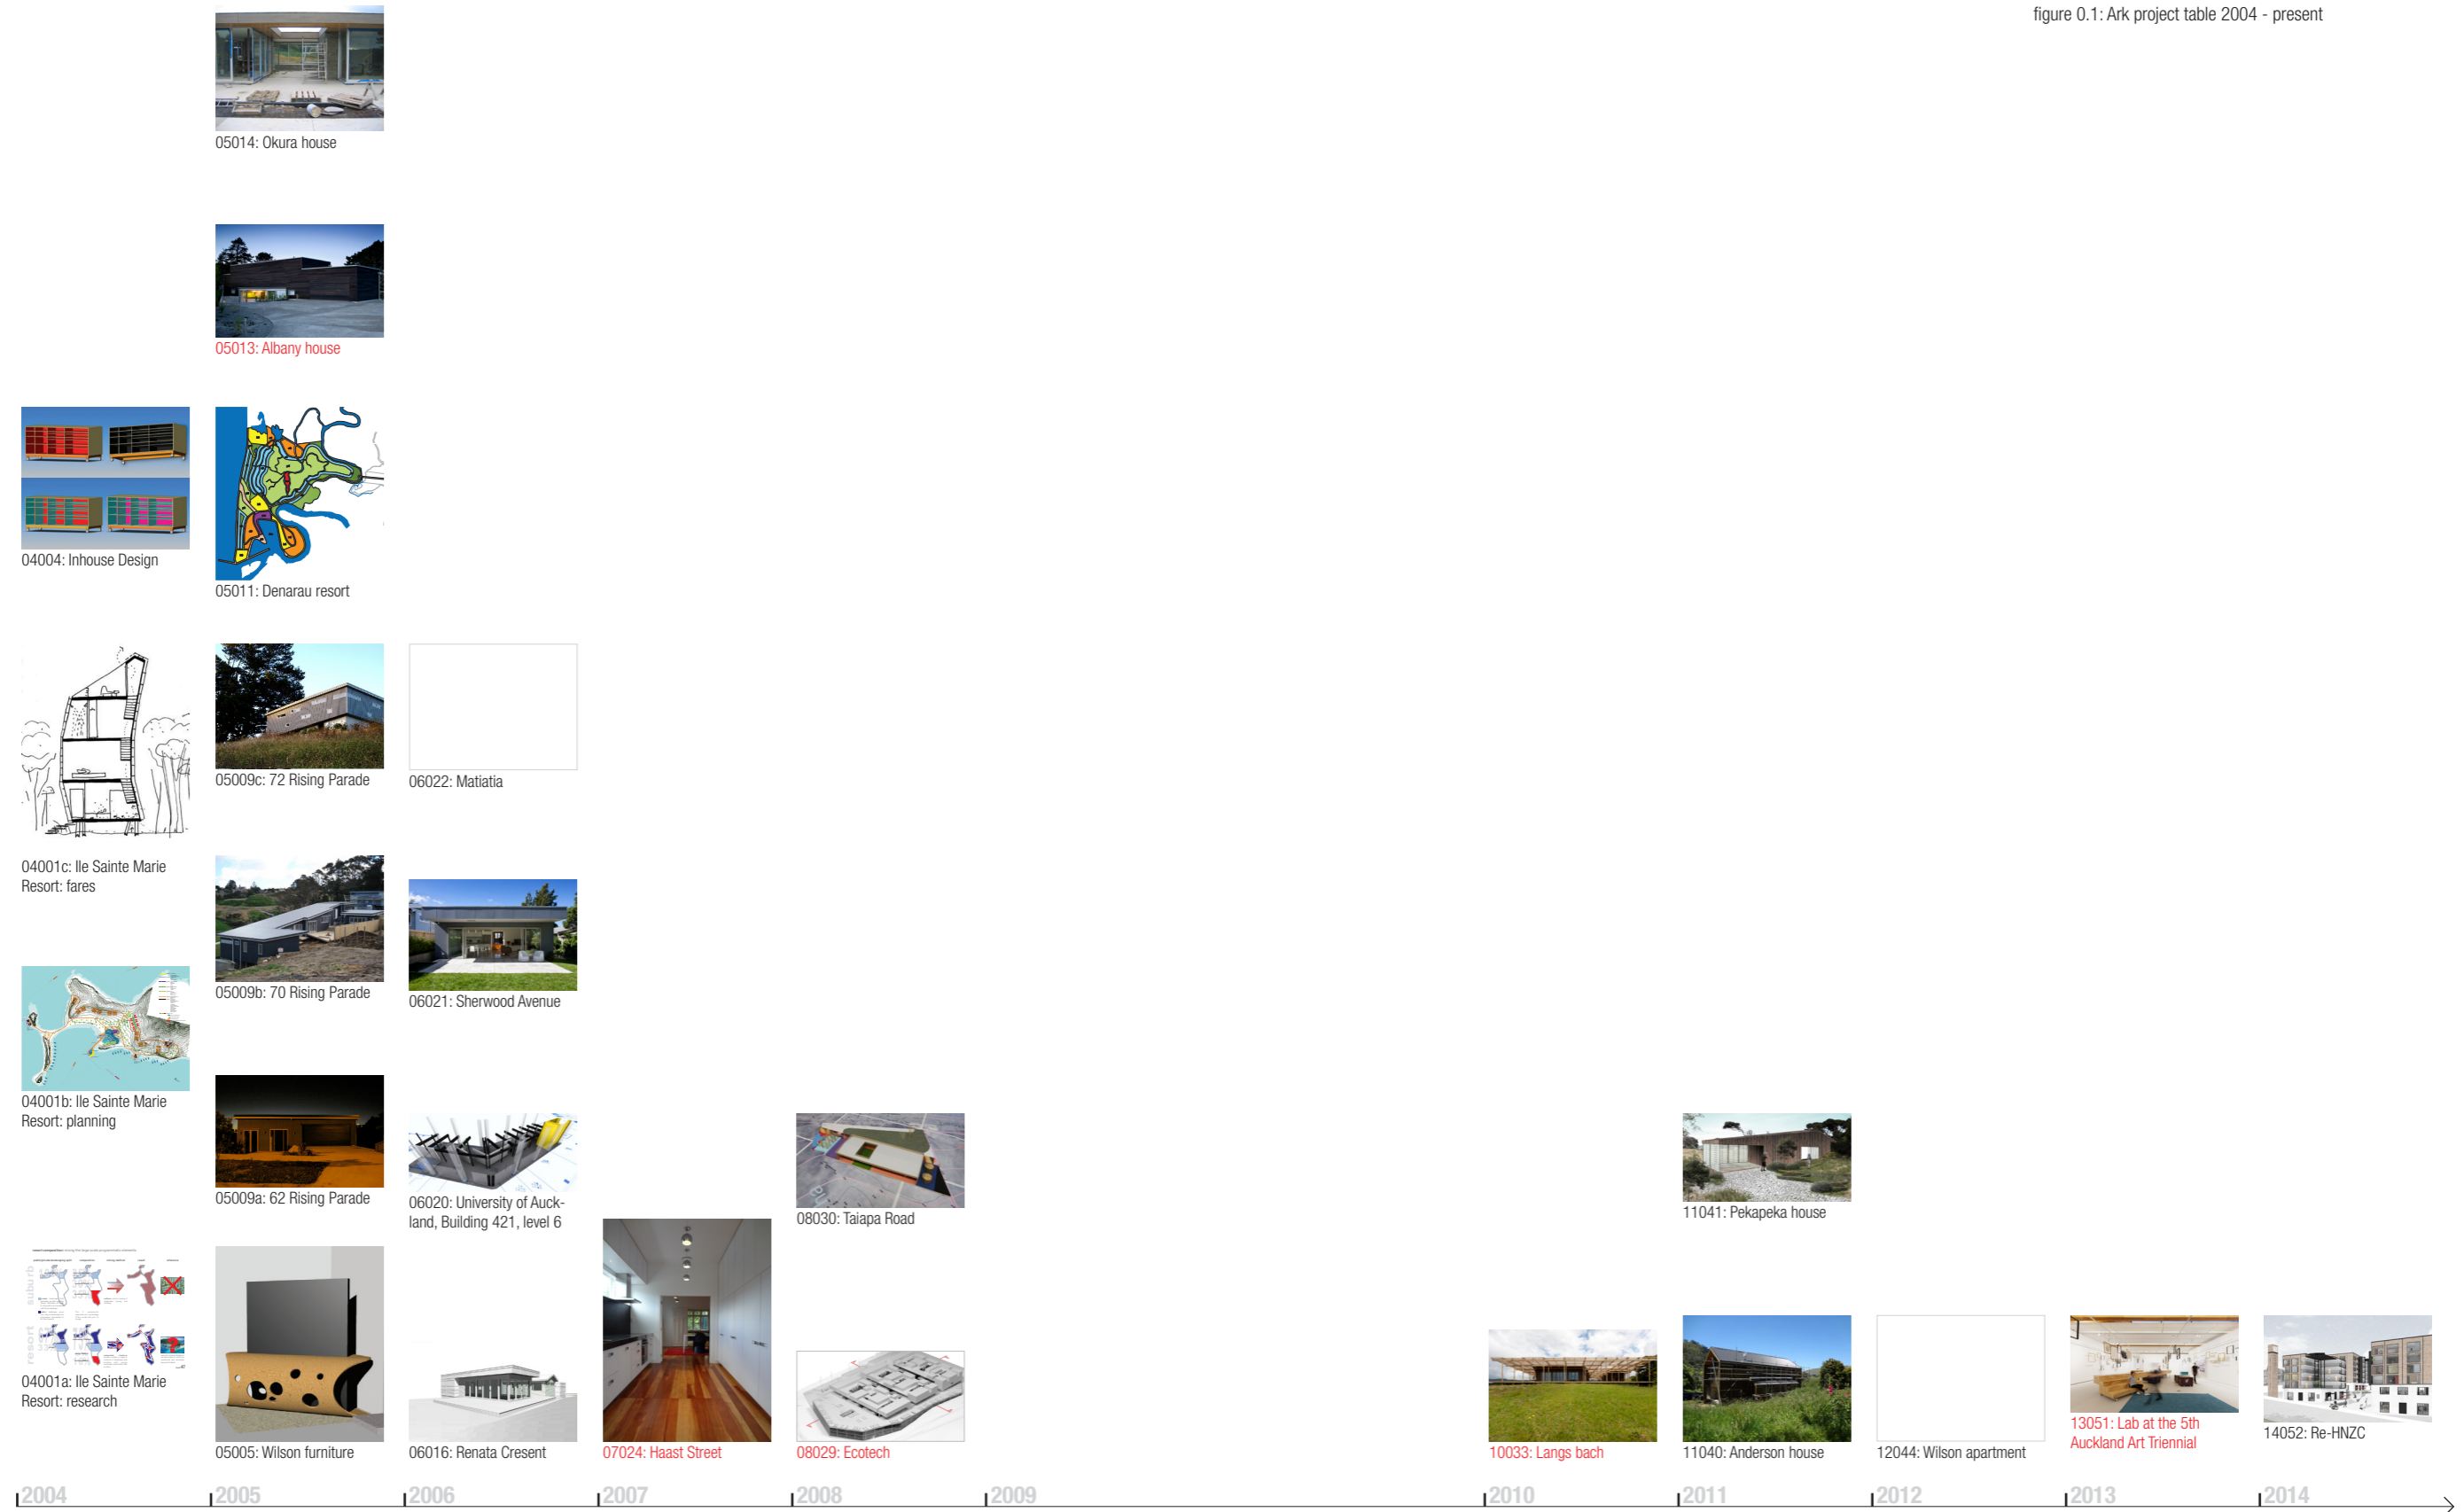 figure 0.1: Ark project table 2004 - present
05014: Okura house
05013: Albany house
04004: Inhouse Design
05011: Denarau resort
04001c: Ile Sainte Marie
Resort: fares
05009c: 72 Rising Parade
06022: Matiatia
05009b: 70 Rising Parade
06021: Sherwood Avenue
04001b: Ile Sainte Marie
Resort: planning
05009a: 62 Rising Parade
06020: University of Auck-
land, Building 421, level 6
08030: Taiapa Road
11041: Pekapeka house
suburb
resort
04001a: Ile Sainte Marie
Resort: research
05005: Wilson furniture
06016: Renata Cresent
07024: Haast Street
08029: Ecotech
10033: Langs bach
11040: Anderson house
12044: Wilson apartment
13051: Lab at the 5th
Auckland Art Triennial
14052: Re-HNZC
2004
2005
2006
2007
2008
2009
2010
2011
2012
2013
2014